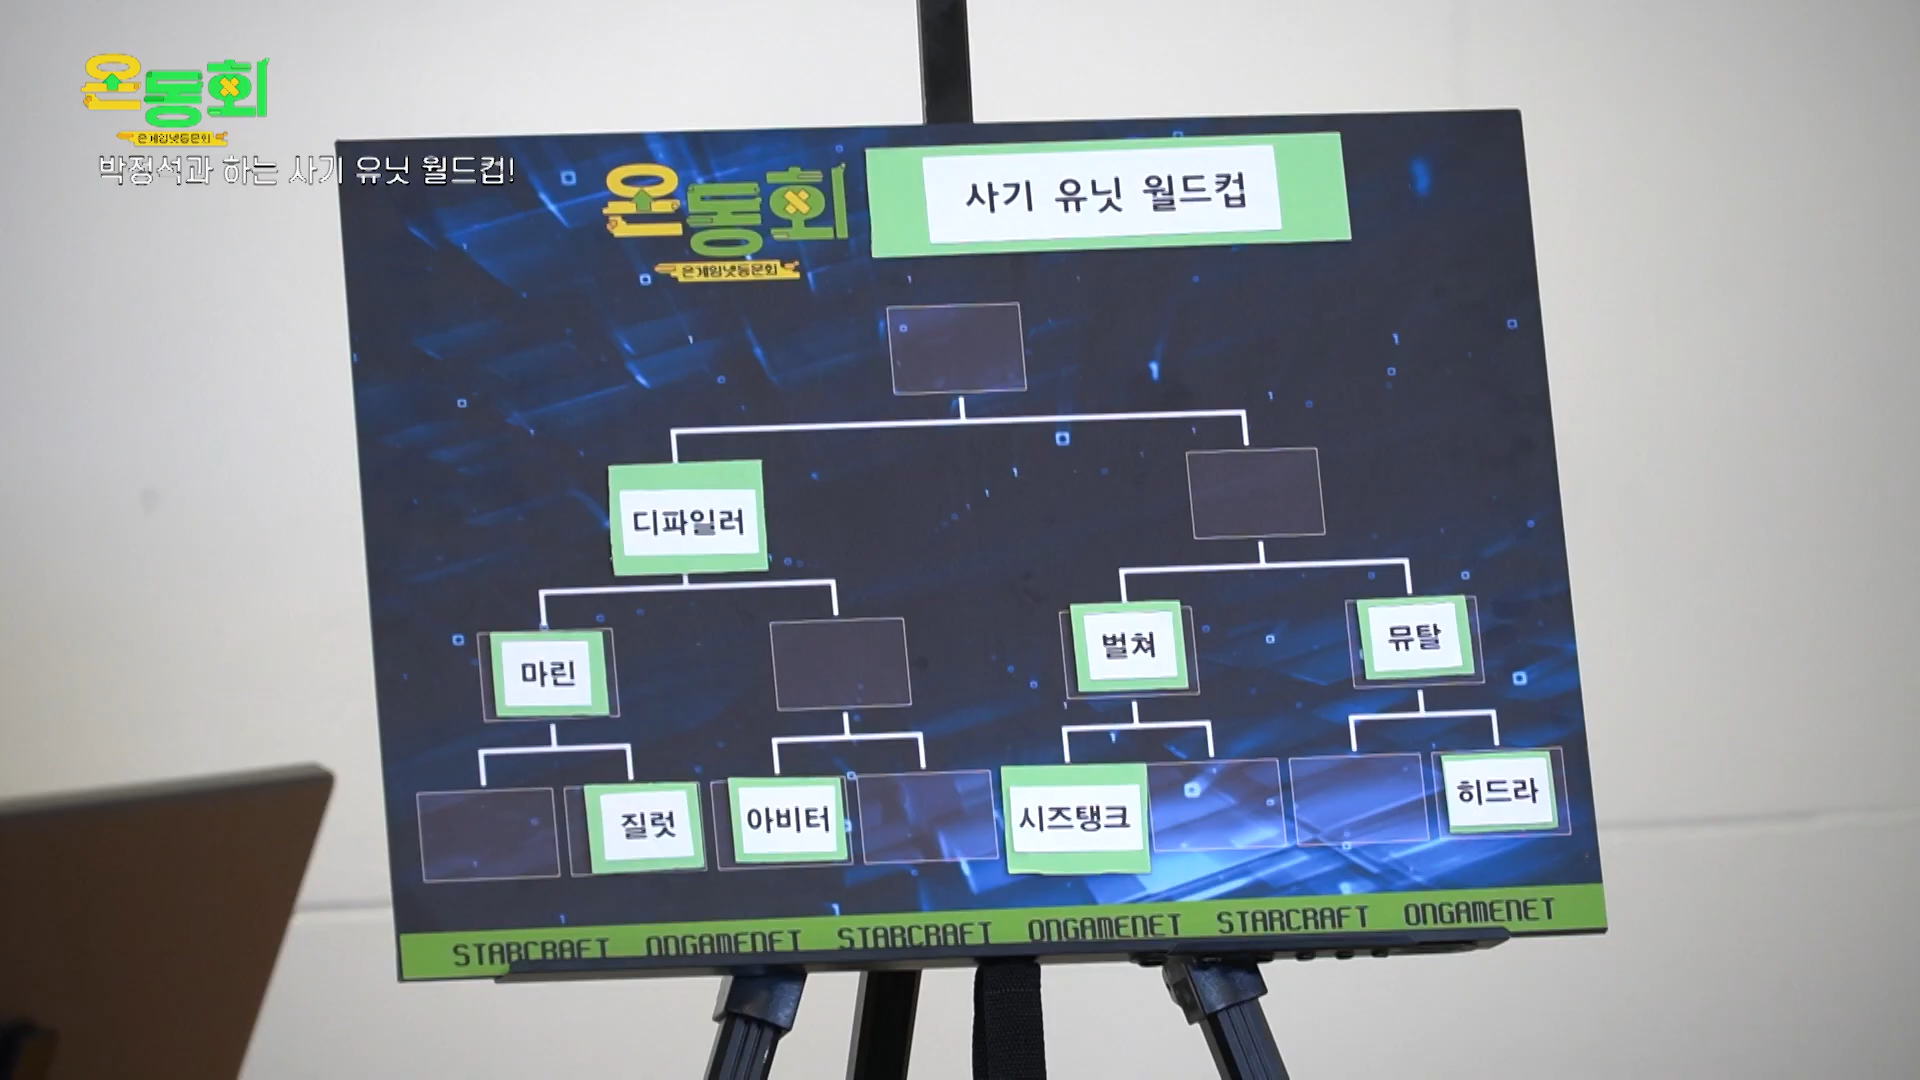 온동회
온게임넷동문회
박정석과 하는 사기 유닛 월드컵!
온동회
온게임넷동문회
사기 유닛 월드컵
디파일러
마린
벌쳐
뮤탈
질럿
아비터
시즈탱크
히드라
STARCRAFT ONGAMENET STARCRAFT ONGAMENET STARCRAFT ONGAMENET